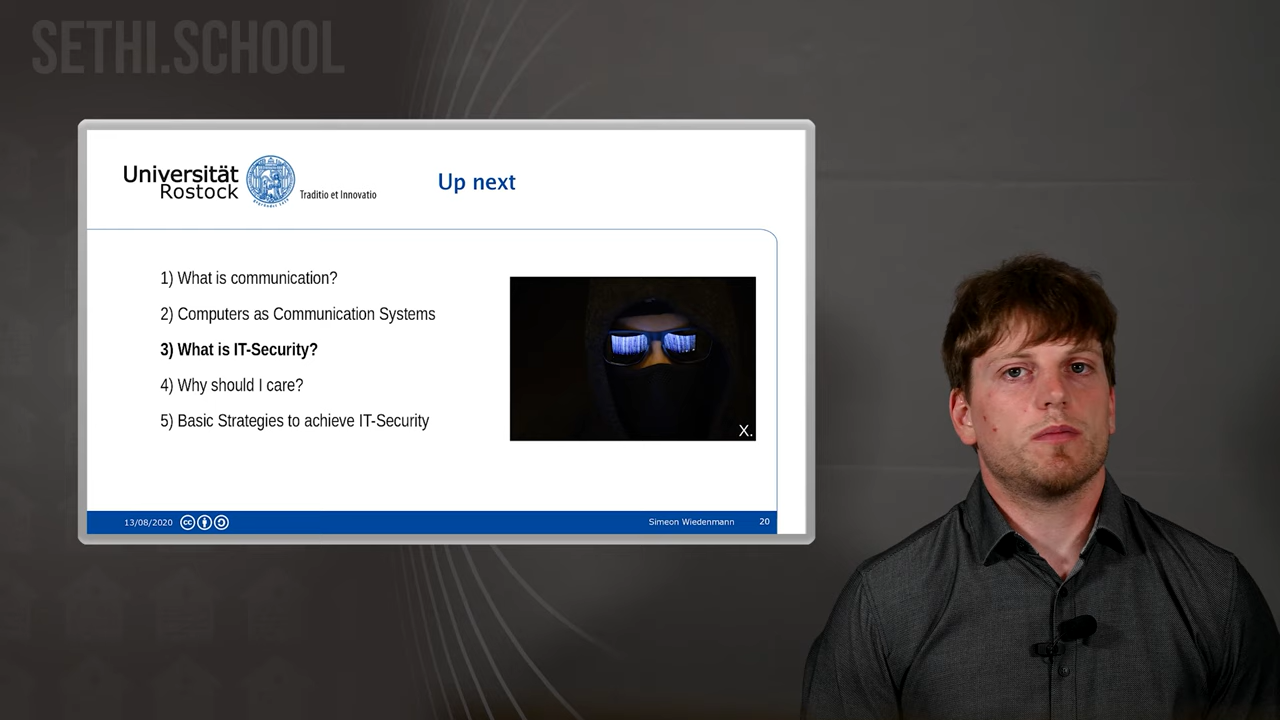 SETHI.SCHOOL
Universität
Rostock
Traditio et Innovatio
Up next
1) What is communication?
2) Computers as Communication Systems
3) What is IT-Security?
4) Why should I care?
5) Basic Strategies to achieve IT-Security
X.
13/08/2020
cc
Simeon Wiedenmann
20